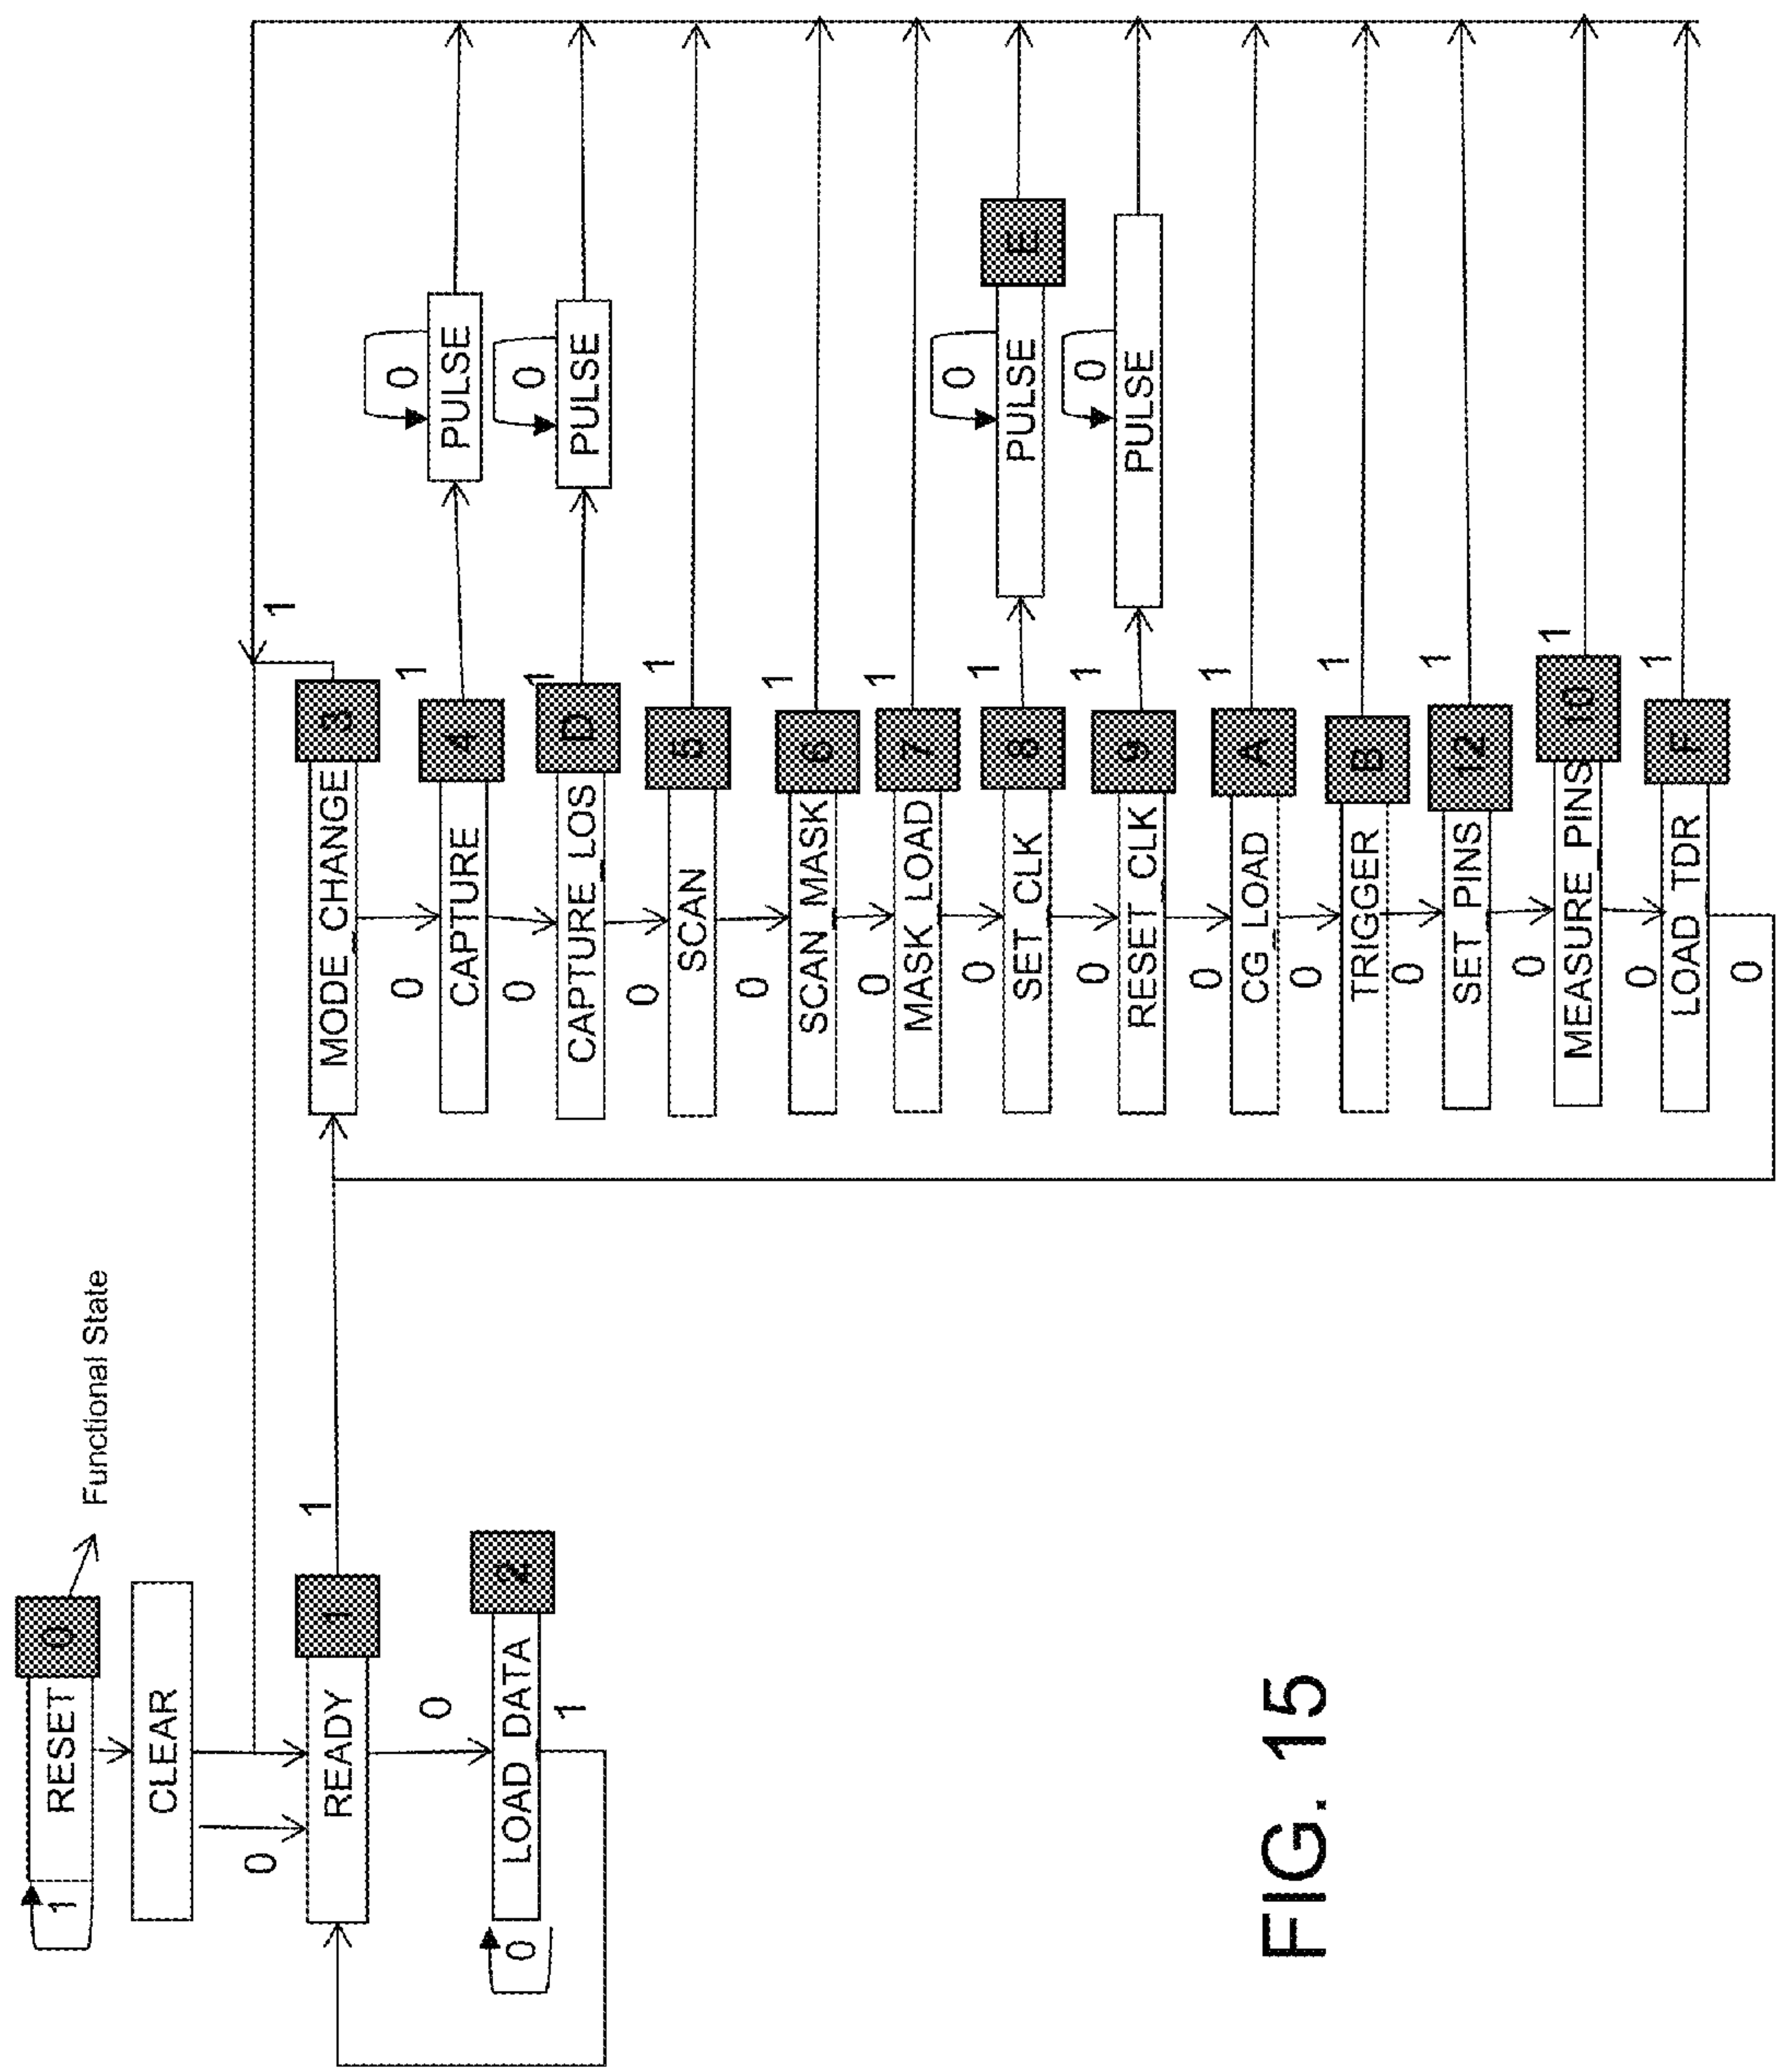 Functional State
RESET
0
1
CLEAR
0
READY
1
1
0
LOAD DATA
2
0
1
1
MODE_CHANGE
3
0
CAPTURE
4
1
PULSE
0
0
CAPTURE_LOS
D
1
PULSE
0
0
SCAN
5
1
0
SCAN_MASK
6
1
0
MASK_LOAD
7
1
0
SET_CLK
8
1
PULSE
0
E
0
RESET_CLK
9
1
PULSE
0
0
CG_LOAD
A
1
0
TRIGGER
B
1
0
SET_PINS
12
1
0
MEASURE_PINS
10
1
0
LOAD_TDR
F
1
0
FIG. 15